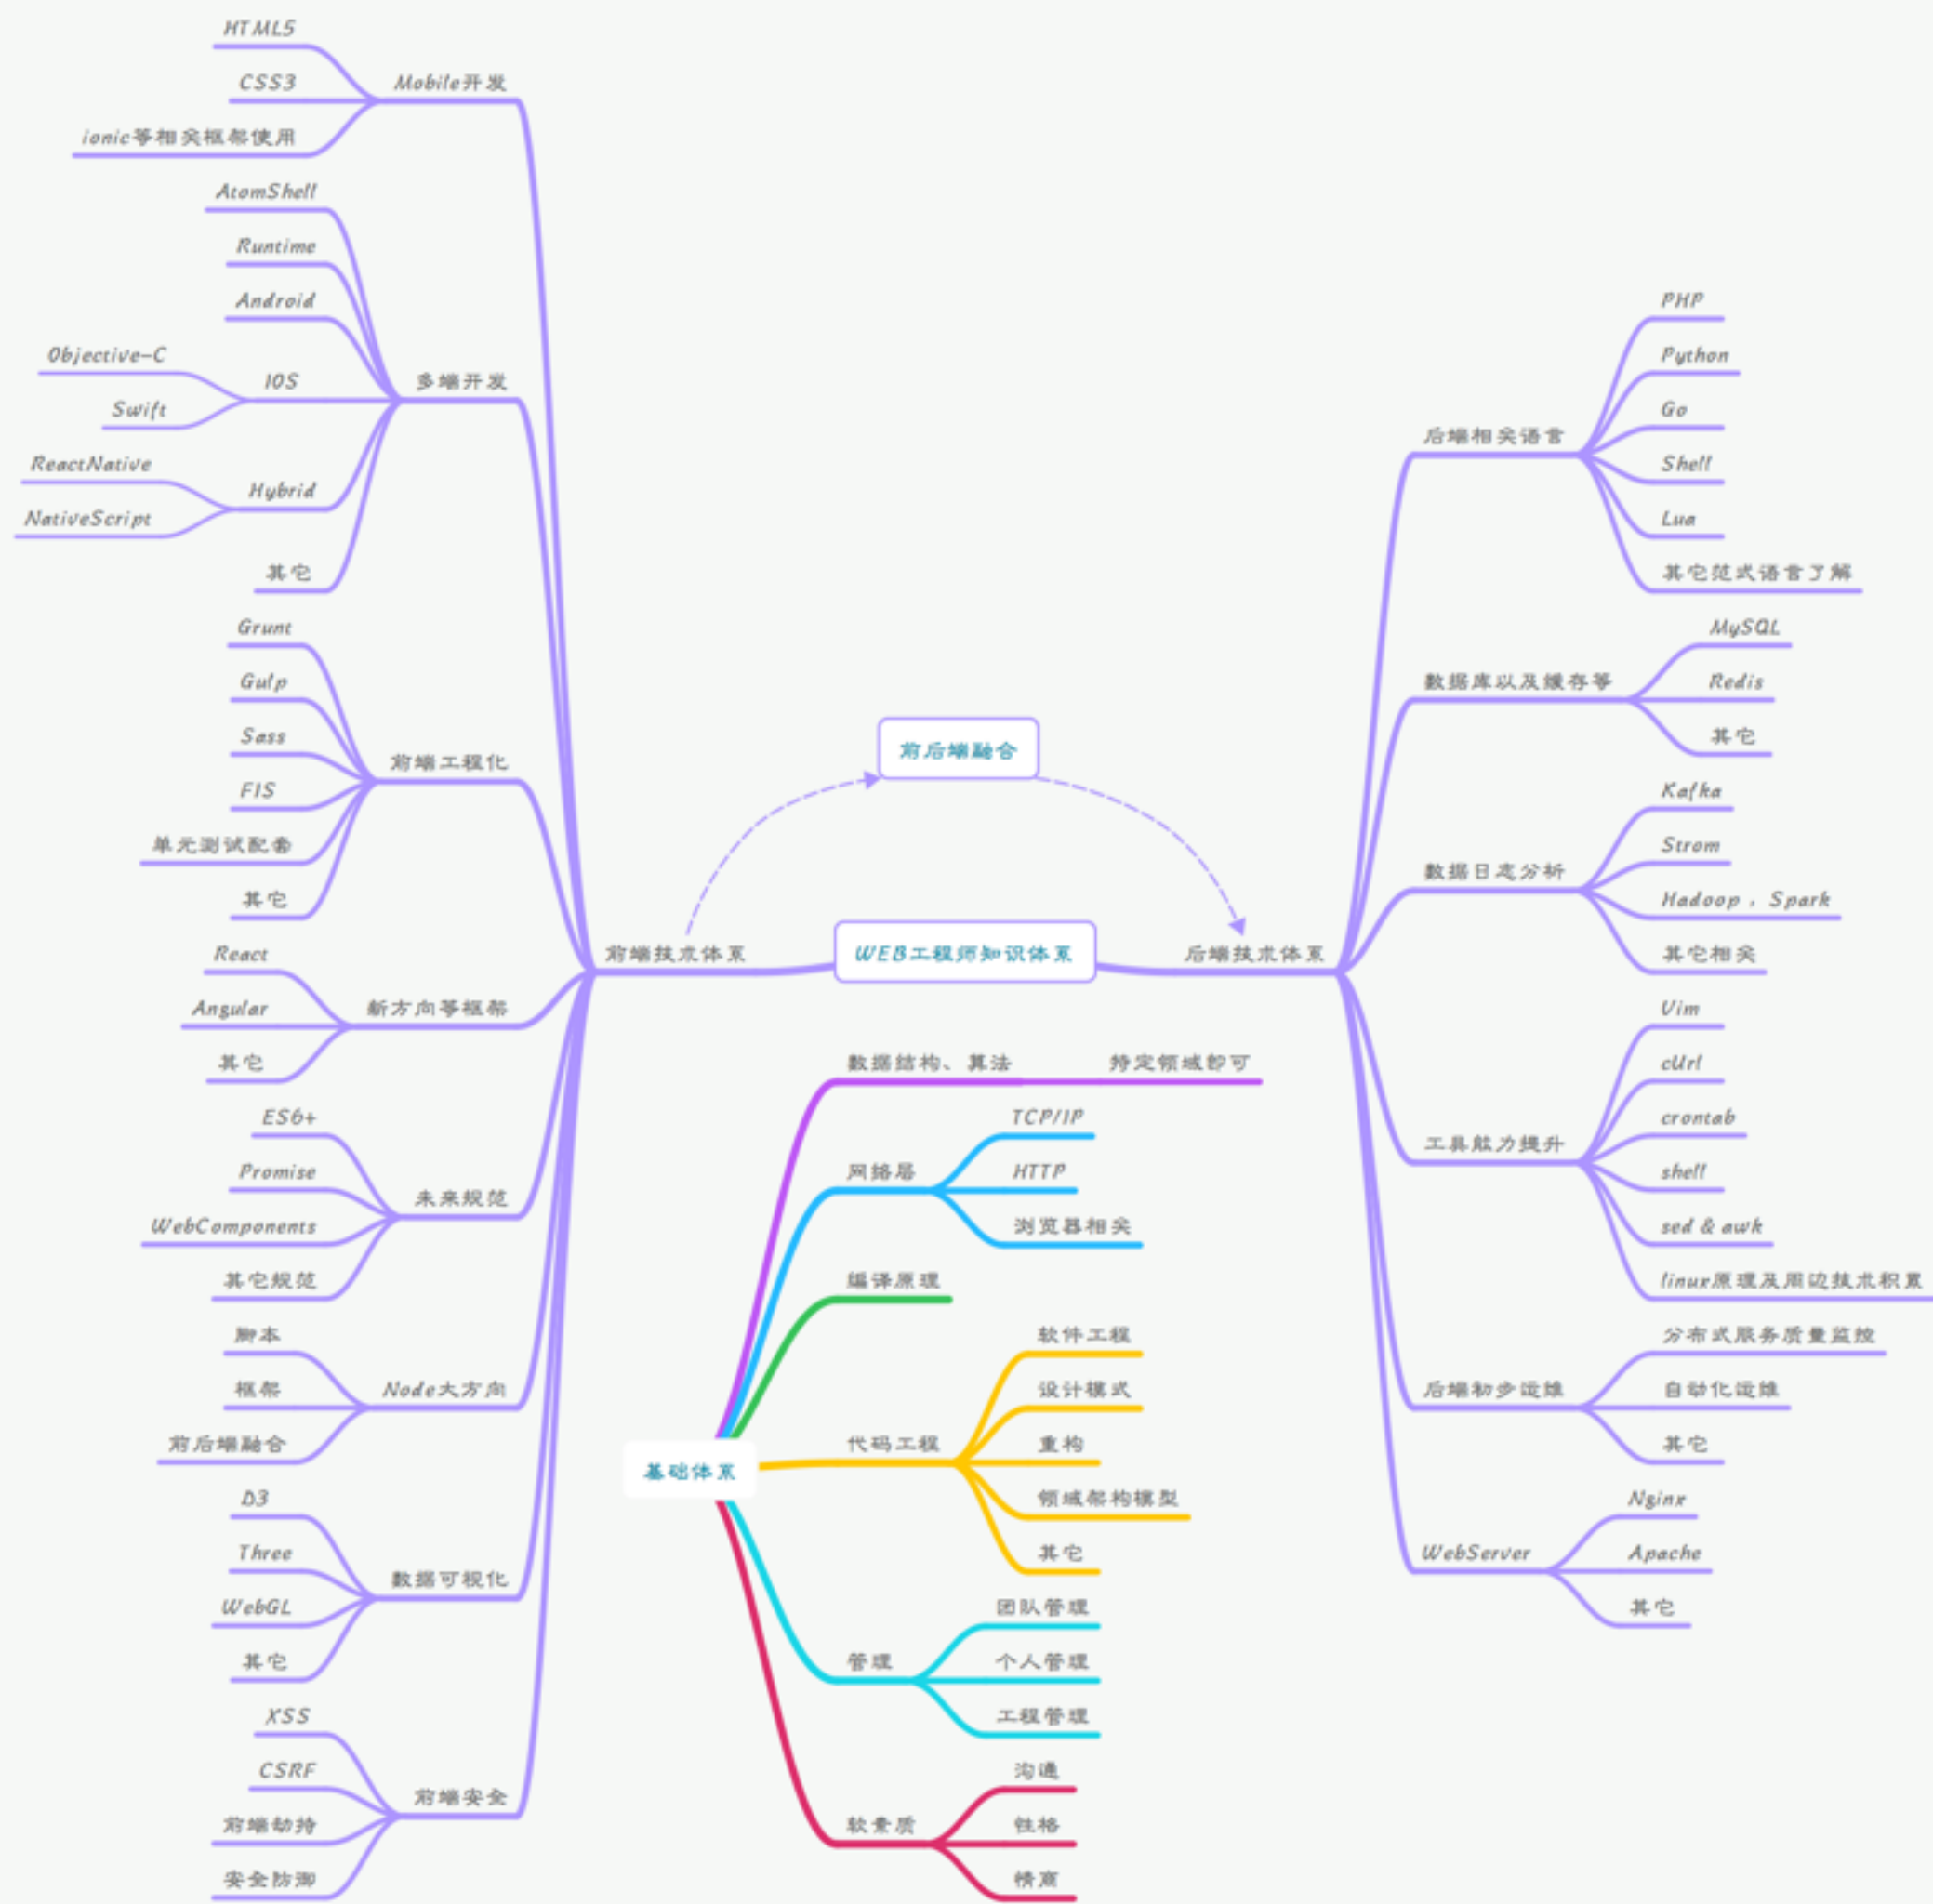 HTML5
CSS3
ionic等相关框架使用
Mobile开发
AtomShell
Runtime
Android
Objective-C
Swift
IOS
ReactNative
NativeScript
Hybrid
其它
多端开发
Grunt
Gulp
Sass
FIS
单元测试配套
其它
前端工程化
React
Angular
其它
新方向等框架
ES6+
Promise
WebComponents
其它规范
未来规范
脚本
框架
前后端融合
Node大方向
D3
Three
WebGL
其它
数据可视化
XSS
CSRF
前端劫持
安全防御
前端安全
前端技术体系
前后端融合
WEB工程师知识体系
后端技术体系
后端相关语言
PHP
Python
Go
Shell
Lua
其它范式语言了解
数据库以及缓存等
MySQL
Redis
其它
数据日志分析
Kafka
Strom
Hadoop ，Spark
其它相关
工具能力提升
Vim
cUrl
crontab
shell
sed & awk
linux原理及周边技术积累
后端初步运维
分布式服务质量监控
自动化运维
其它
WebServer
Nginx
Apache
其它
基础体系
数据结构、算法
特定领域即可
网络层
TCP/IP
HTTP
浏览器相关
编译原理
代码工程
软件工程
设计模式
重构
领域架构模型
其它
管理
团队管理
个人管理
工程管理
软素质
沟通
性格
情商